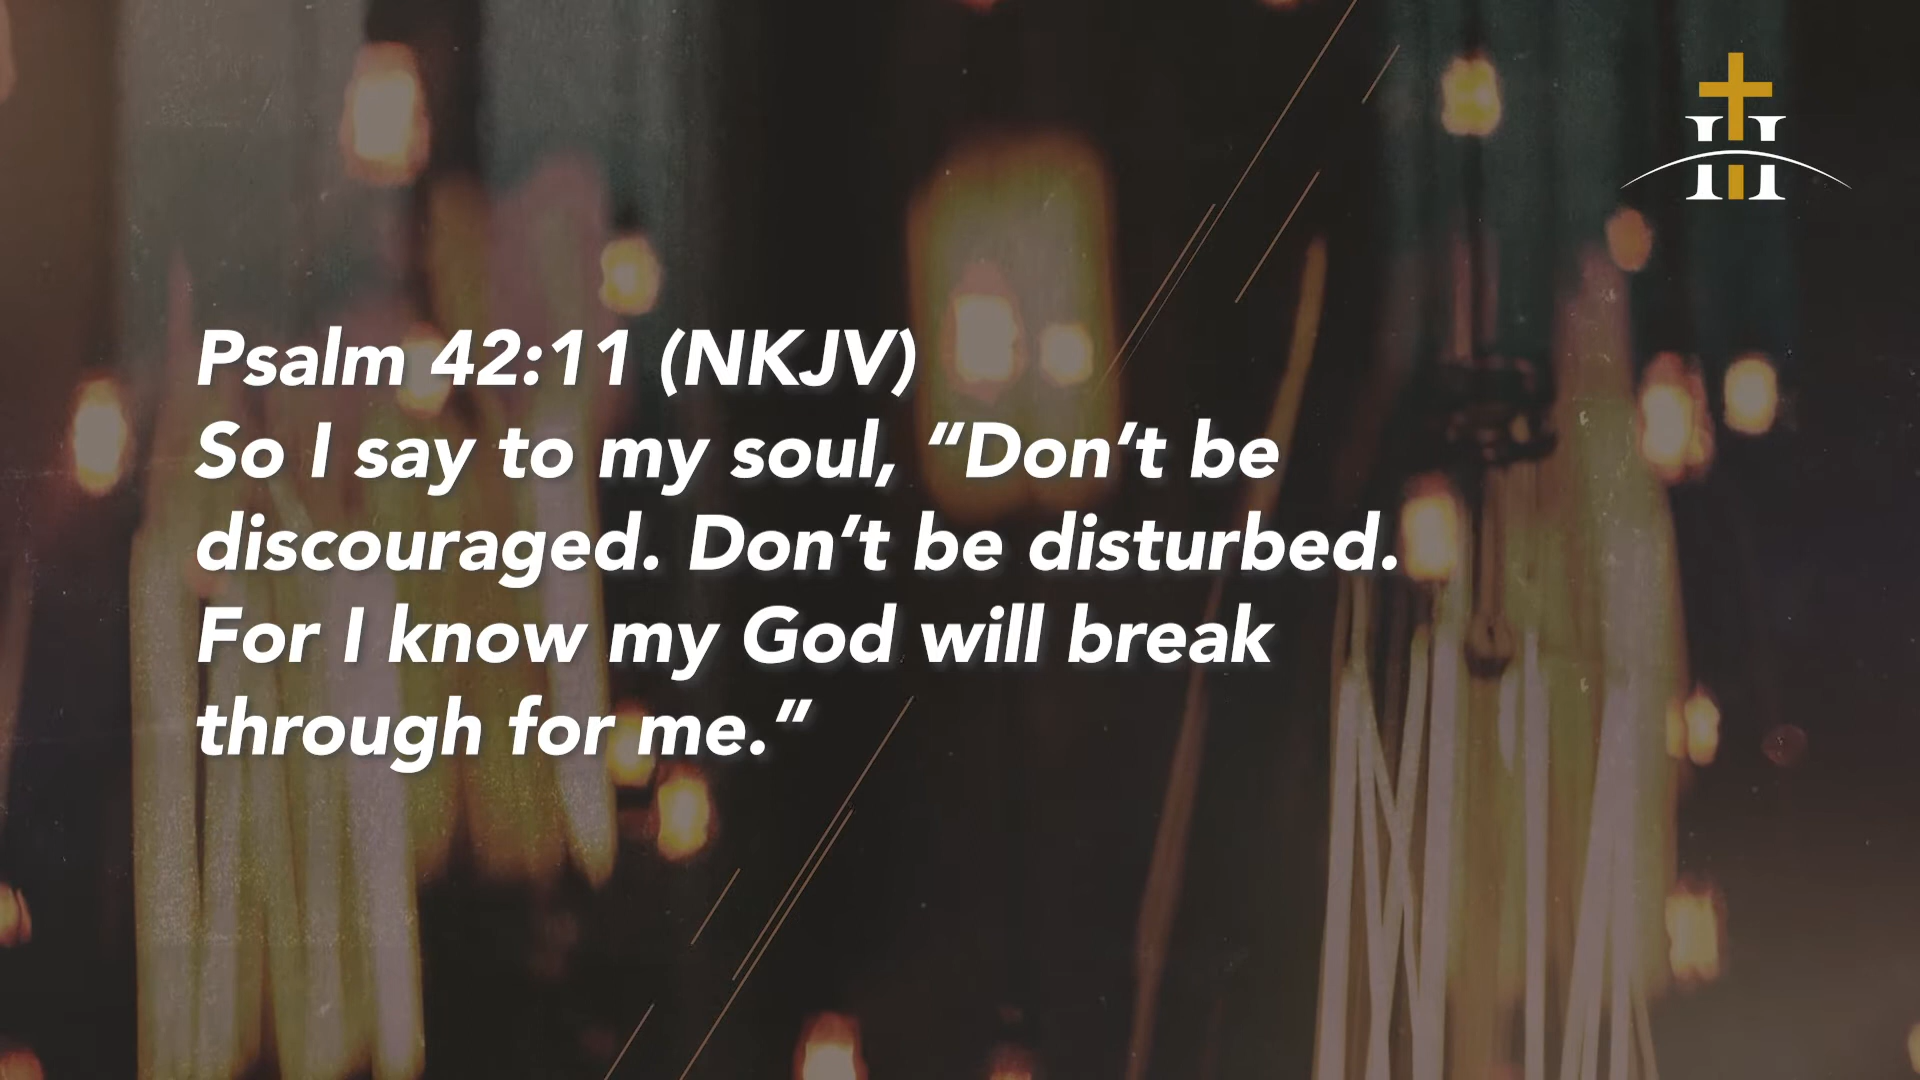 Psalm 42:11 (NKJV)
So I say to my soul, “Don’t be
discouraged. Don’t be disturbed.
For I know my God will break
through for me.”